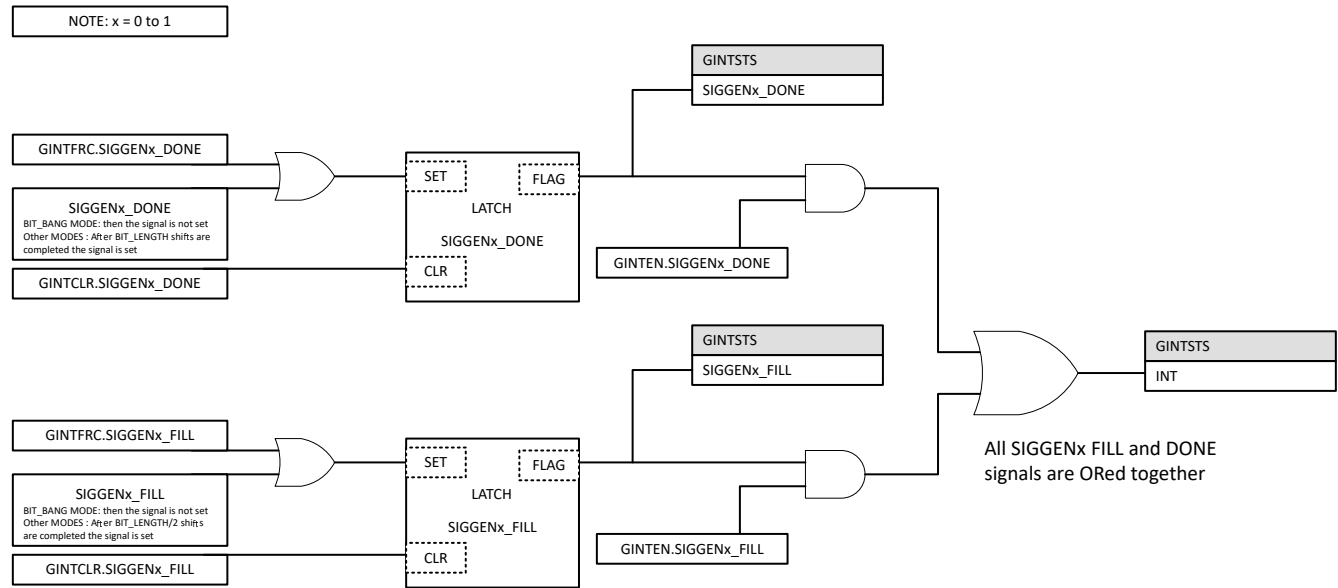 NOTE: x = 0 to 1
GINTSTS
SIGGENx_DONE
GINTFRC.SIGGENx_DONE
SIGGENx_DONE
BIT_BANG MODE: then the signal is not set
Other MODES : After BIT_LENGTH shifts are
completed the signal is set
GINTCLR.SIGGENx_DONE
SET
FLAG
LATCH
SIGGENx_DONE
CLR
GINTEN.SIGGENx_DONE
GINTSTS
SIGGENx_FILL
GINTSTS
INT
All SIGGENx FILL and DONE
signals are ORed together
GINTFRC.SIGGENx_FILL
SIGGENx_FILL
BIT_BANG MODE: then the signal is not set
Other MODES : After BIT_LENGTH/2 shifts
are completed the signal is set
GINTCLR.SIGGENx_FILL
SET
FLAG
LATCH
SIGGENx_FILL
CLR
GINTEN.SIGGENx_FILL